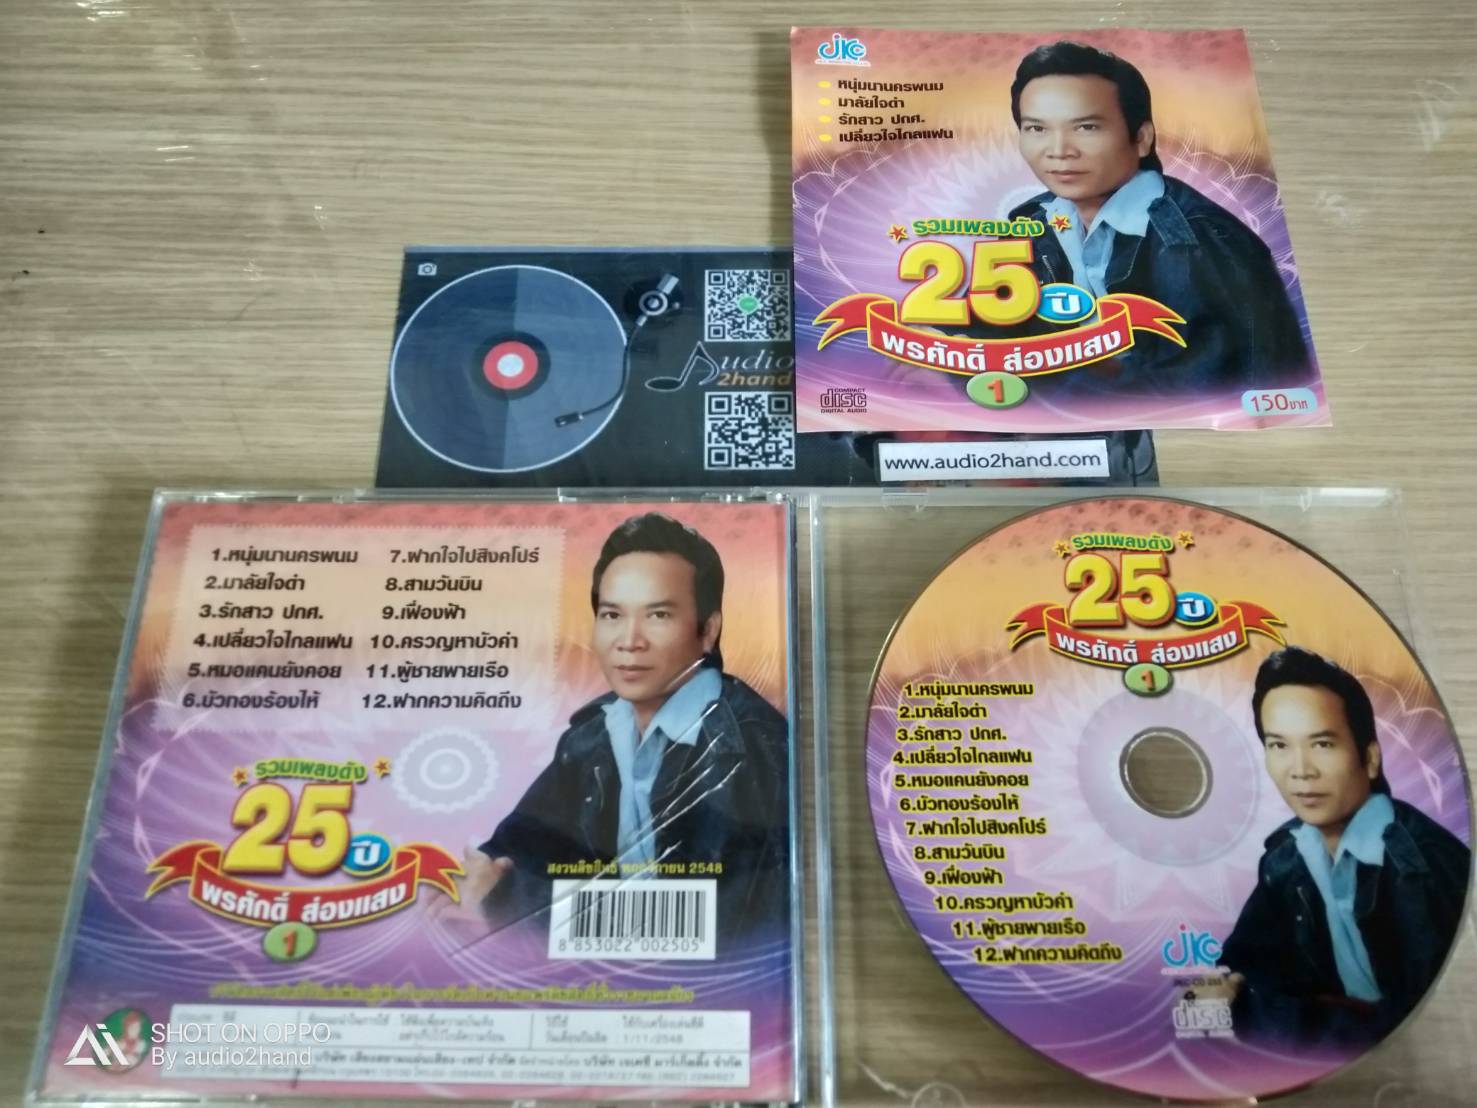 JKC
หนุ่มนานครพนม
มาลัยใจดำ
รักสาว ปกศ.
เปลี่ยวใจไกลแฟน
รวมเพลงดัง
25 ปี
พรศักดิ์ ส่องแสง
1
COMPACT
disc
DIGITAL AUDIO
150บาท
Audio
2hand
www.audio2hand.com
1.หนุ่มนานครพนม
2.มาลัยใจดำ
3.รักสาว ปกศ.
4.เปลี่ยวใจไกลแฟน
5.หมอแคนยังคอย
6.บัวทองร้องไห้
7.ฝากใจไปสิงคโปร์
8.สามวันบิน
9.เฟื่องฟ้า
10.ครวญหาบัวคำ
11.ผู้ชายพายเรือ
12.ฝากความคิดถึง
รวมเพลงดัง
25 ปี
พรศักดิ์ ส่องแสง
1
สงวนลิขสิทธิ์ พฤศจิกายน 2548
8 853022 002505
1/11/2548
รวมเพลงดัง
25 ปี
พรศักดิ์ ส่องแสง
1
1.หนุ่มนานครพนม
2.มาลัยใจดำ
3.รักสาว ปกศ.
4.เปลี่ยวใจไกลแฟน
5.หมอแคนยังคอย
6.บัวทองร้องไห้
7.ฝากใจไปสิงคโปร์
8.สามวันบิน
9.เฟื่องฟ้า
10.ครวญหาบัวคำ
11.ผู้ชายพายเรือ
12.ฝากความคิดถึง
JKC
COMPACT
disc
DIGITAL AUDIO
SHOT ON OPPO
By audio2hand